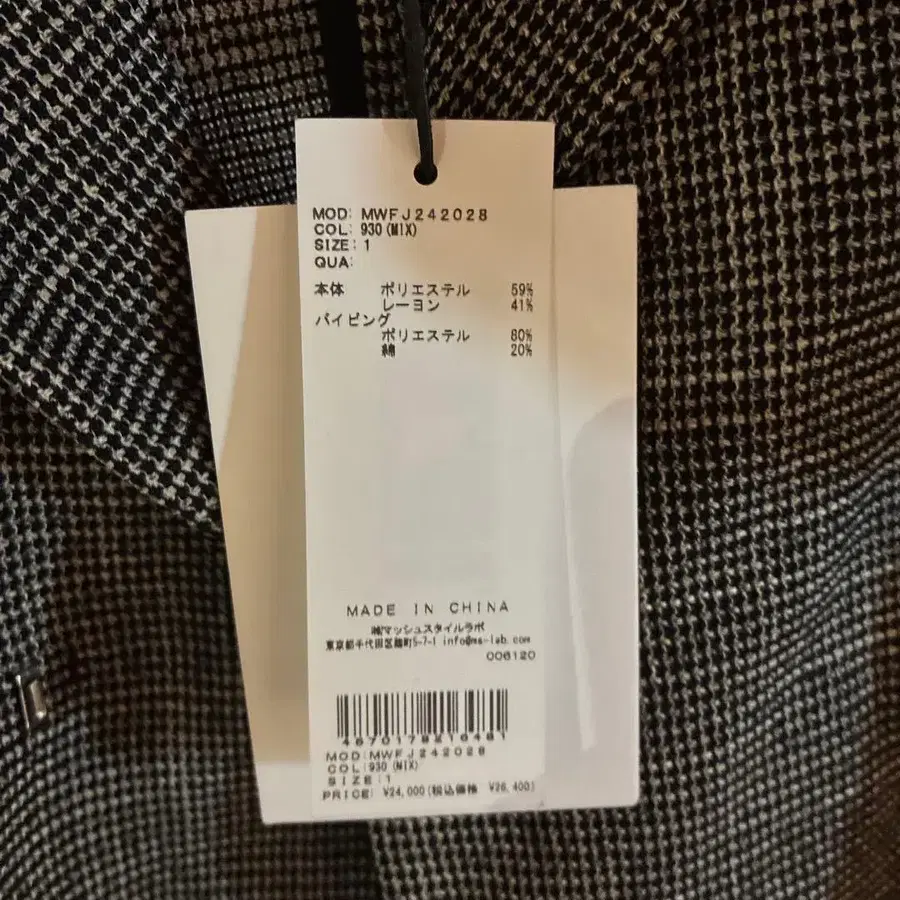 MOD: MWFJ242028
COL: 930(MIX)
SIZE: 1
QUA:
本体 ポリエステル 59%
レーヨン 41%
パイピング
ポリエステル 80%
綿 20%
MADE IN CHINA
㈱マッシュスタイルラボ
東京都千代田区麹町5-7-1 info@ms-lab.com
006120
MOD:MWFJ242028
COL:930(MIX)
SIZE:1
PRICE: ¥24,000(税込価格 ¥26,400)